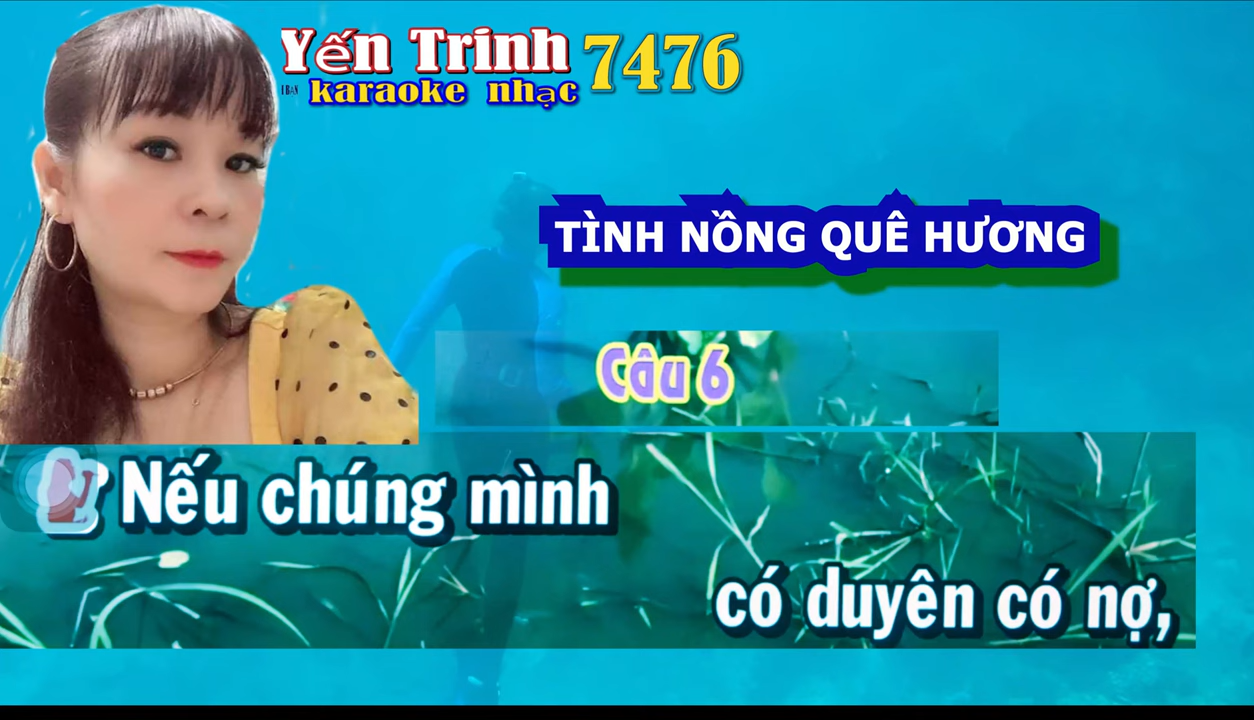 Yến Trinh 7476
karaoke nhạc
TÌNH NỒNG QUÊ HƯƠNG
Câu 6
Nếu chúng mình
có duyên có nợ,